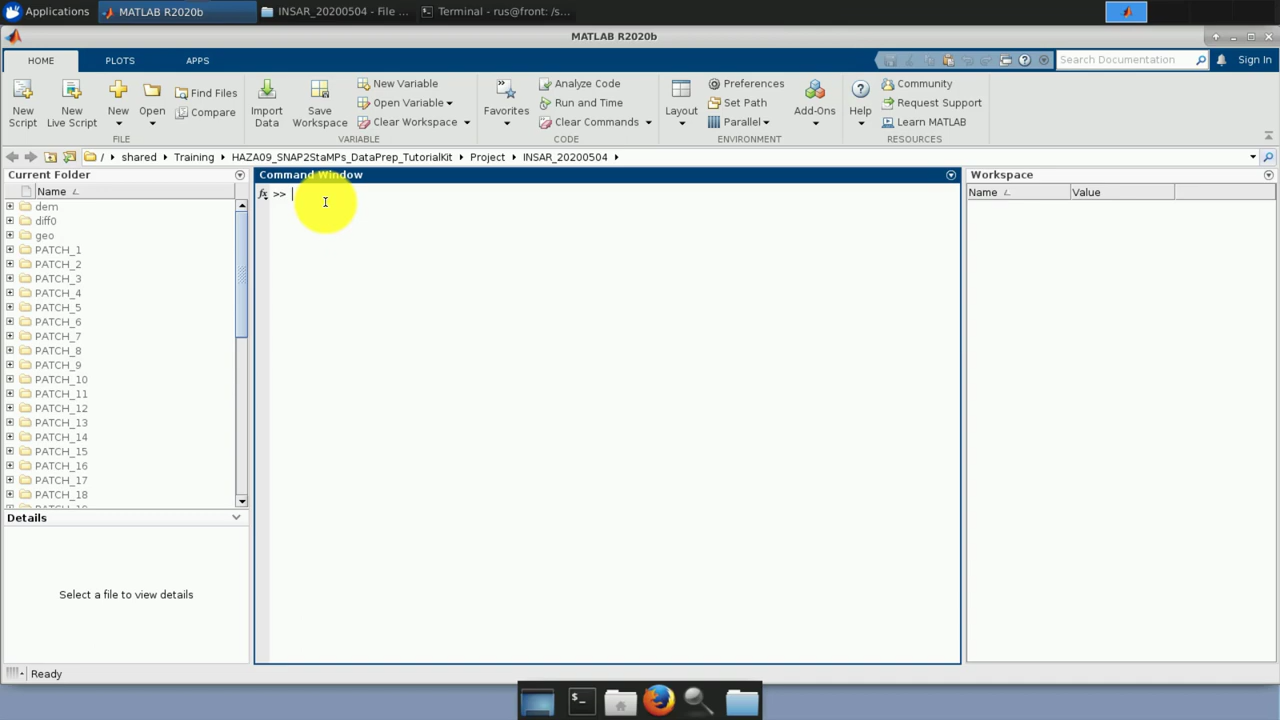 Applications MATLAB R2020b INSAR_20200504 - File ... Terminal - rus@front: /s...
MATLAB R2020b
HOME PLOTS APPS Search Documentation Sign In
New Script
New Live Script
New
Open
Find Files
Compare
FILE
Import Data
Save Workspace
New Variable
Open Variable
Clear Workspace
VARIABLE
Favorites
Analyze Code
Run and Time
Clear Commands
CODE
Layout
Preferences
Set Path
Parallel
Add-Ons
ENVIRONMENT
Help
Community
Request Support
Learn MATLAB
RESOURCES
/ shared Training HAZA09_SNAP2StaMPs_DataPrep_TutorialKit Project INSAR_20200504
Current Folder
Name
dem
diff0
geo
PATCH_1
PATCH_2
PATCH_3
PATCH_4
PATCH_5
PATCH_6
PATCH_7
PATCH_8
PATCH_9
PATCH_10
PATCH_11
PATCH_12
PATCH_13
PATCH_14
PATCH_15
PATCH_16
PATCH_17
PATCH_18
Details
Select a file to view details
Command Window
fx >>
Workspace
Name Value
Ready